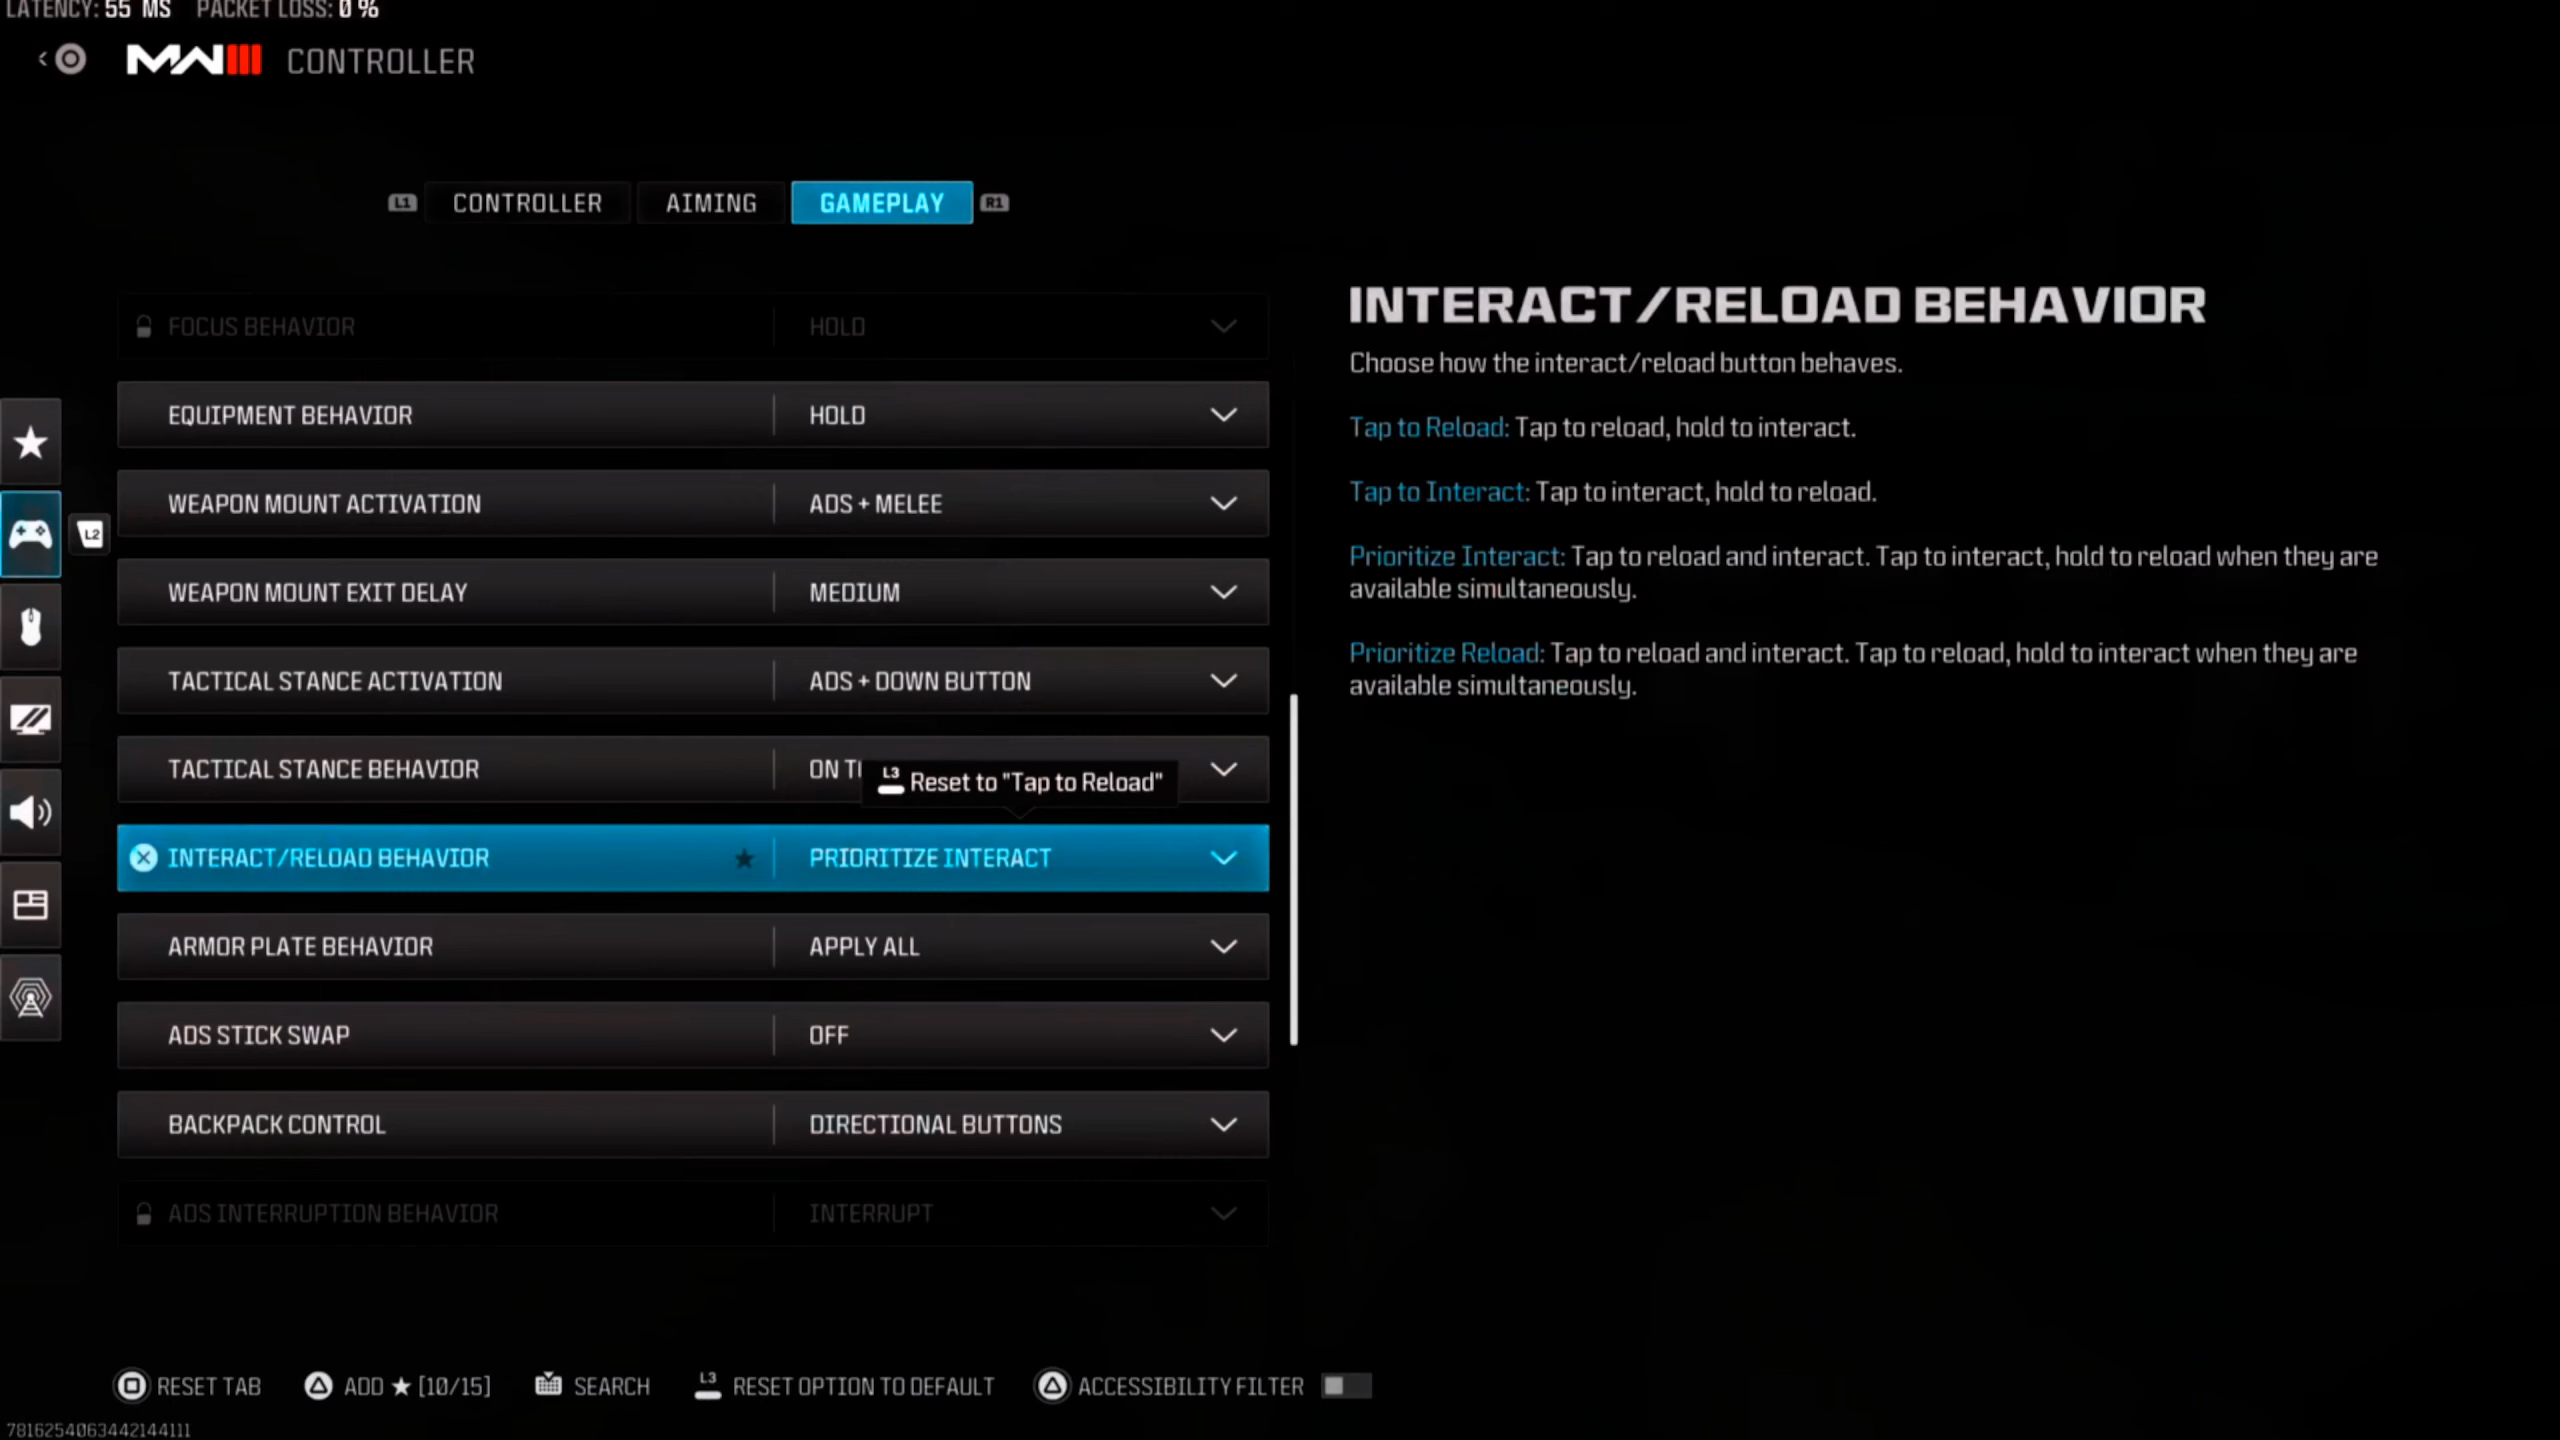 LATENCY: 55 MS PACKET LOSS: 0 %
MWIII CONTROLLER
L1 CONTROLLER AIMING GAMEPLAY R1
FOCUS BEHAVIOR HOLD
EQUIPMENT BEHAVIOR HOLD
WEAPON MOUNT ACTIVATION ADS + MELEE
L2
WEAPON MOUNT EXIT DELAY MEDIUM
TACTICAL STANCE ACTIVATION ADS + DOWN BUTTON
TACTICAL STANCE BEHAVIOR ON T
L3 Reset to "Tap to Reload"
INTERACT/RELOAD BEHAVIOR ★ PRIORITIZE INTERACT
ARMOR PLATE BEHAVIOR APPLY ALL
ADS STICK SWAP OFF
BACKPACK CONTROL DIRECTIONAL BUTTONS
ADS INTERRUPTION BEHAVIOR INTERRUPT
INTERACT/RELOAD BEHAVIOR
Choose how the interact/reload button behaves.
Tap to Reload: Tap to reload, hold to interact.
Tap to Interact: Tap to interact, hold to reload.
Prioritize Interact: Tap to reload and interact. Tap to interact, hold to reload when they are
available simultaneously.
Prioritize Reload: Tap to reload and interact. Tap to reload, hold to interact when they are
available simultaneously.
RESET TAB ADD ★ [10/15] SEARCH L3 RESET OPTION TO DEFAULT ACCESSIBILITY FILTER
7816254063442144111